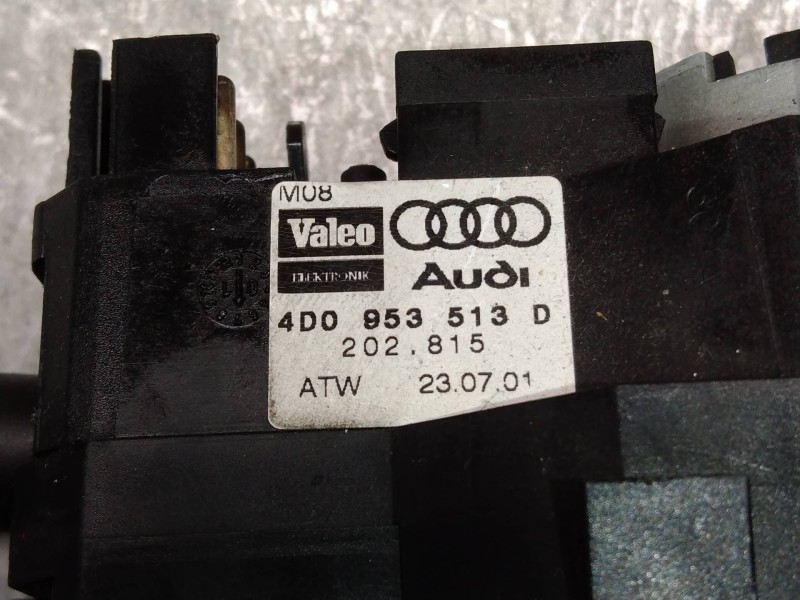 M08
Valeo
ELEKTRONIK
Audi
4D0 953 513 D
202.815
ATW 23.07.01